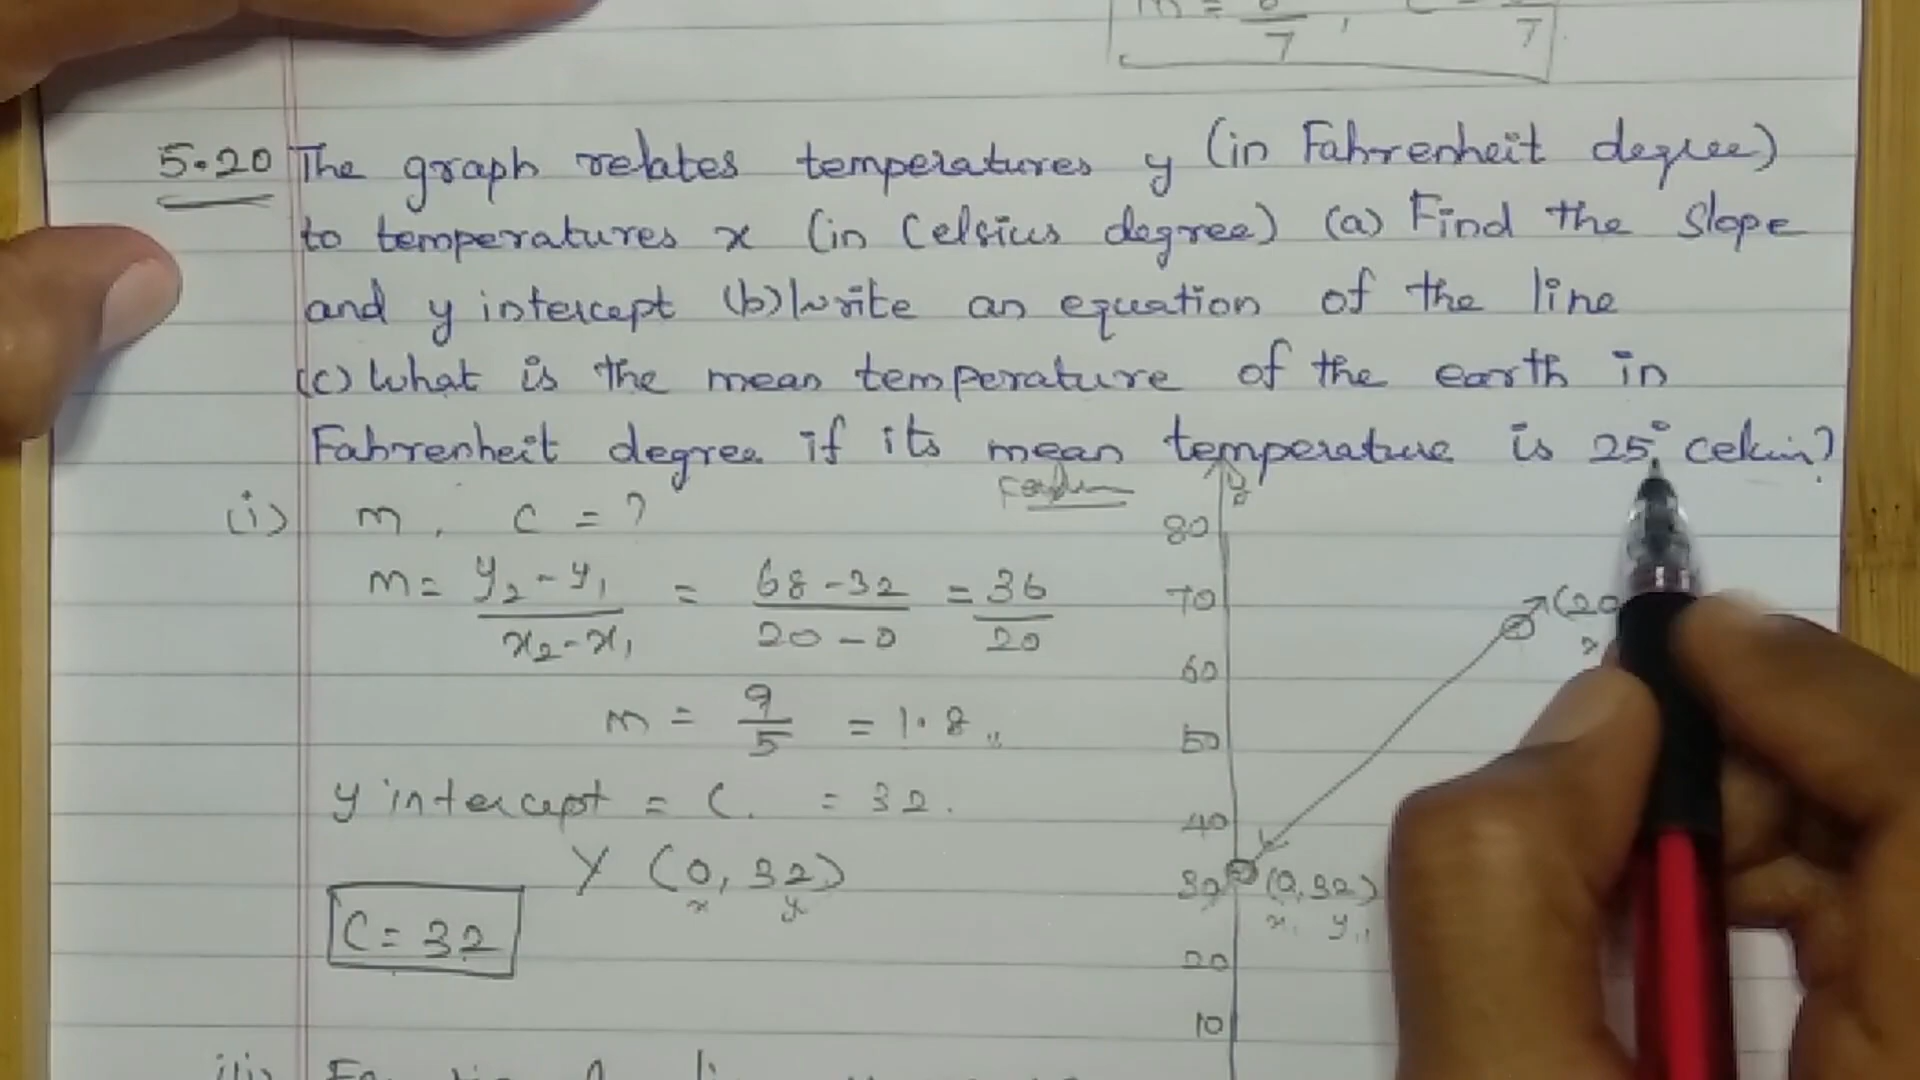 m = 7 , 7
5.20 The graph relates temperatures y (in Fahrenheit degree)
to temperatures x (in Celsius degree) (a) Find the slope
and y intercept (b) Write an equation of the line
(c) What is the mean temperature of the earth in
Fahrenheit degree if its mean temperature is 25°
(i) m, c = ?
m = y₂-y₁ / x₂-x₁ = 68-32 / 20-0 = 36 / 20
m = 9/5 = 1.8
y intercept = C. = 32.
Y (0, 32)
x y
C = 32
y
80
70
(20
60
50
40
30 (0, 32)
x₁ y₁
20
10